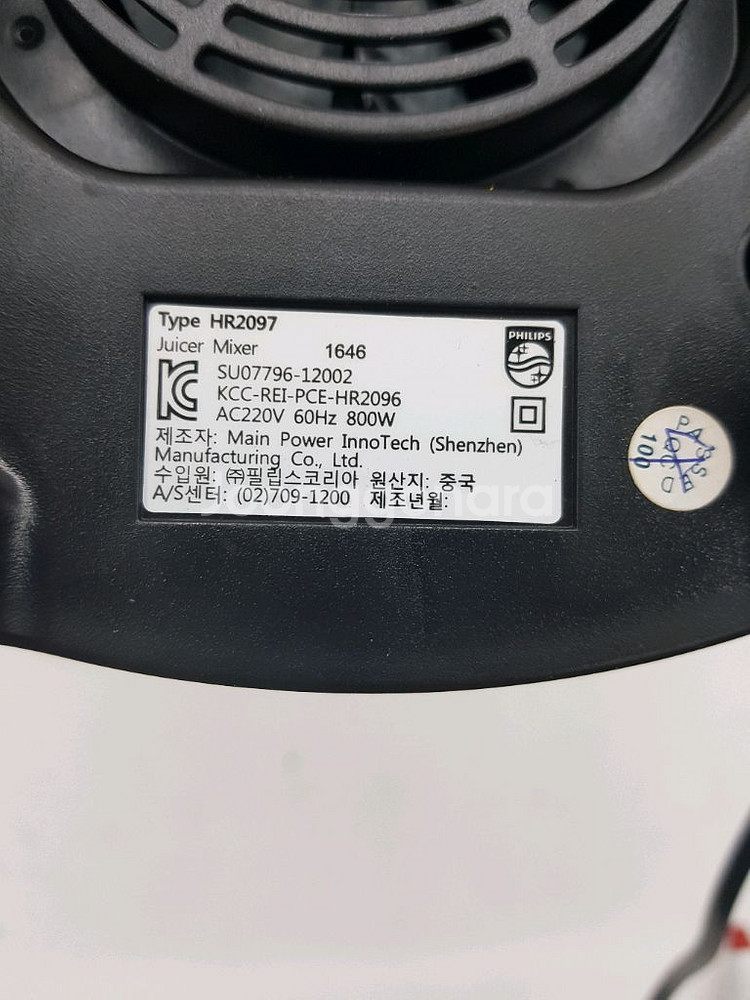 Type HR2097
Juicer Mixer 1646
PHILIPS
SU07796-12002
KCC-REI-PCE-HR2096
AC220V 60Hz 800W
제조자: Main Power InnoTech (Shenzhen)
Manufacturing Co., Ltd.
수입원: ㈜필립스코리아 원산지: 중국
A/S센터: (02)709-1200 제조년월:
100